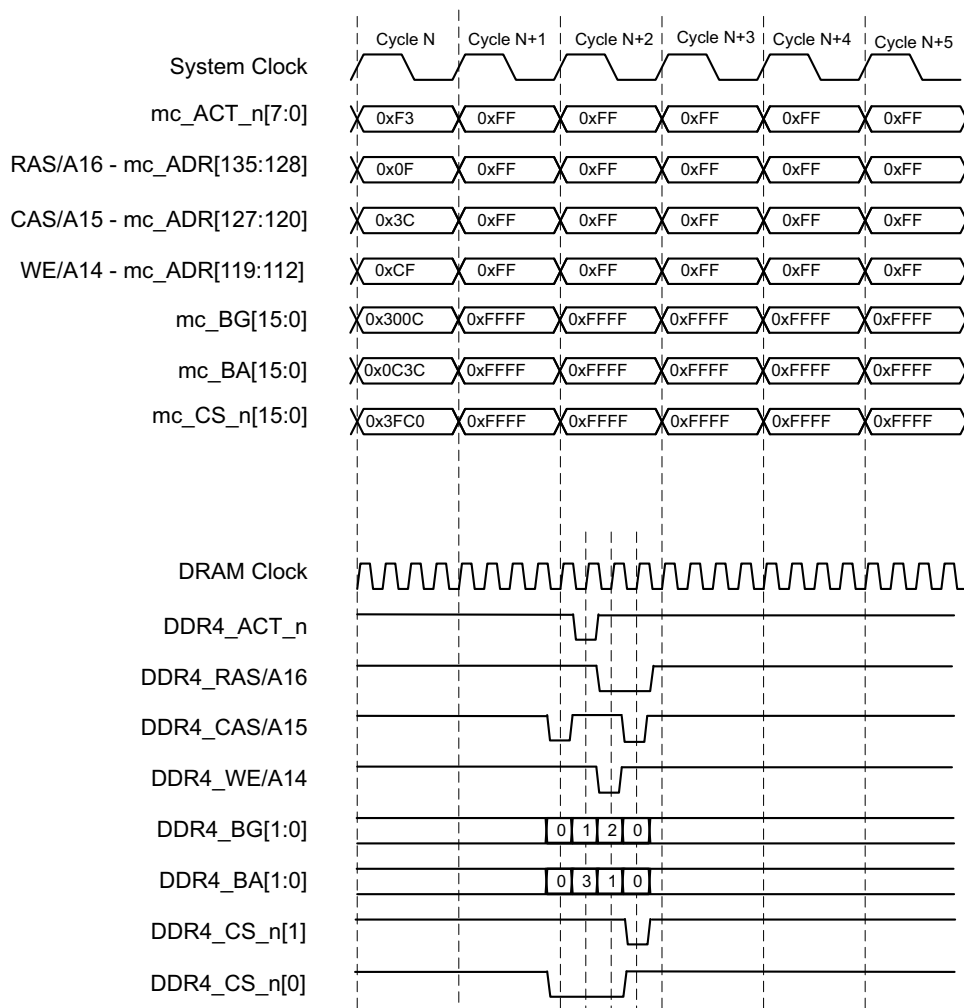 Cycle N Cycle N+1 Cycle N+2 Cycle N+3 Cycle N+4 Cycle N+5
System Clock
mc_ACT_n[7:0] 0xF3 0xFF 0xFF 0xFF 0xFF 0xFF
RAS/A16 - mc_ADR[135:128] 0x0F 0xFF 0xFF 0xFF 0xFF 0xFF
CAS/A15 - mc_ADR[127:120] 0x3C 0xFF 0xFF 0xFF 0xFF 0xFF
WE/A14 - mc_ADR[119:112] 0xCF 0xFF 0xFF 0xFF 0xFF 0xFF
mc_BG[15:0] 0x300C 0xFFFF 0xFFFF 0xFFFF 0xFFFF 0xFFFF
mc_BA[15:0] 0x0C3C 0xFFFF 0xFFFF 0xFFFF 0xFFFF 0xFFFF
mc_CS_n[15:0] 0x3FC0 0xFFFF 0xFFFF 0xFFFF 0xFFFF 0xFFFF
DRAM Clock
DDR4_ACT_n
DDR4_RAS/A16
DDR4_CAS/A15
DDR4_WE/A14
DDR4_BG[1:0] 0 1 2 0
DDR4_BA[1:0] 0 3 1 0
DDR4_CS_n[1]
DDR4_CS_n[0]